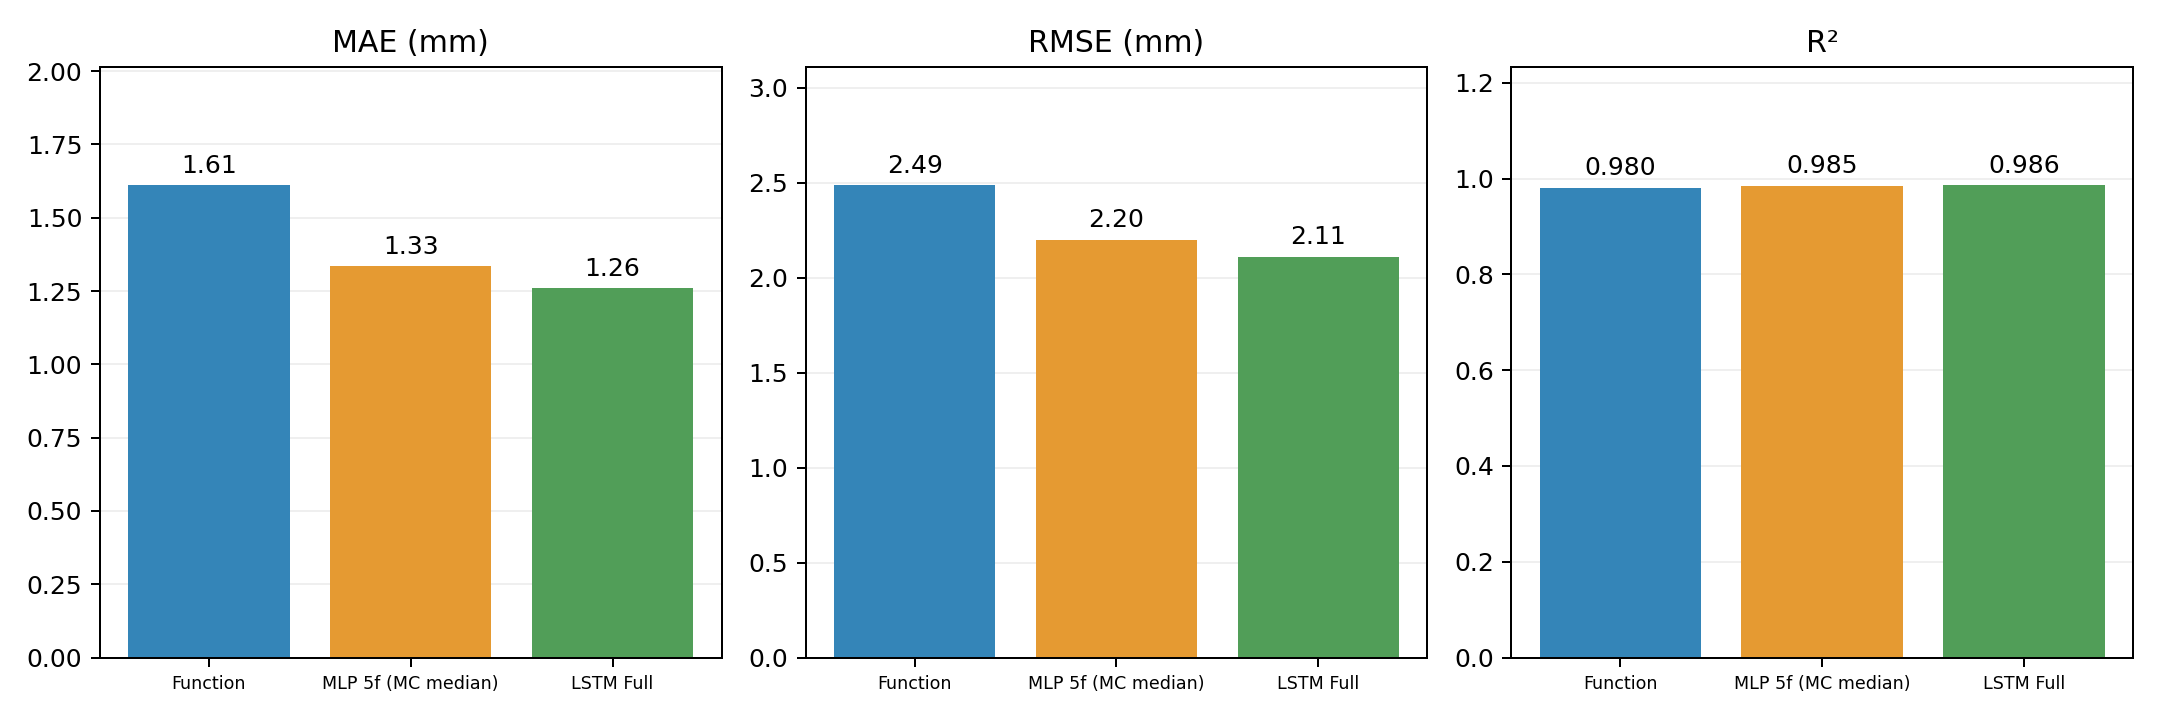 MAE (mm)
2.00
1.75
1.50
1.25
1.00
0.75
0.50
0.25
0.00
1.61
1.33
1.26
Function
MLP 5f (MC median)
LSTM Full
RMSE (mm)
3.0
2.5
2.0
1.5
1.0
0.5
0.0
2.49
2.20
2.11
Function
MLP 5f (MC median)
LSTM Full
R²
1.2
1.0
0.8
0.6
0.4
0.2
0.0
0.980
0.985
0.986
Function
MLP 5f (MC median)
LSTM Full